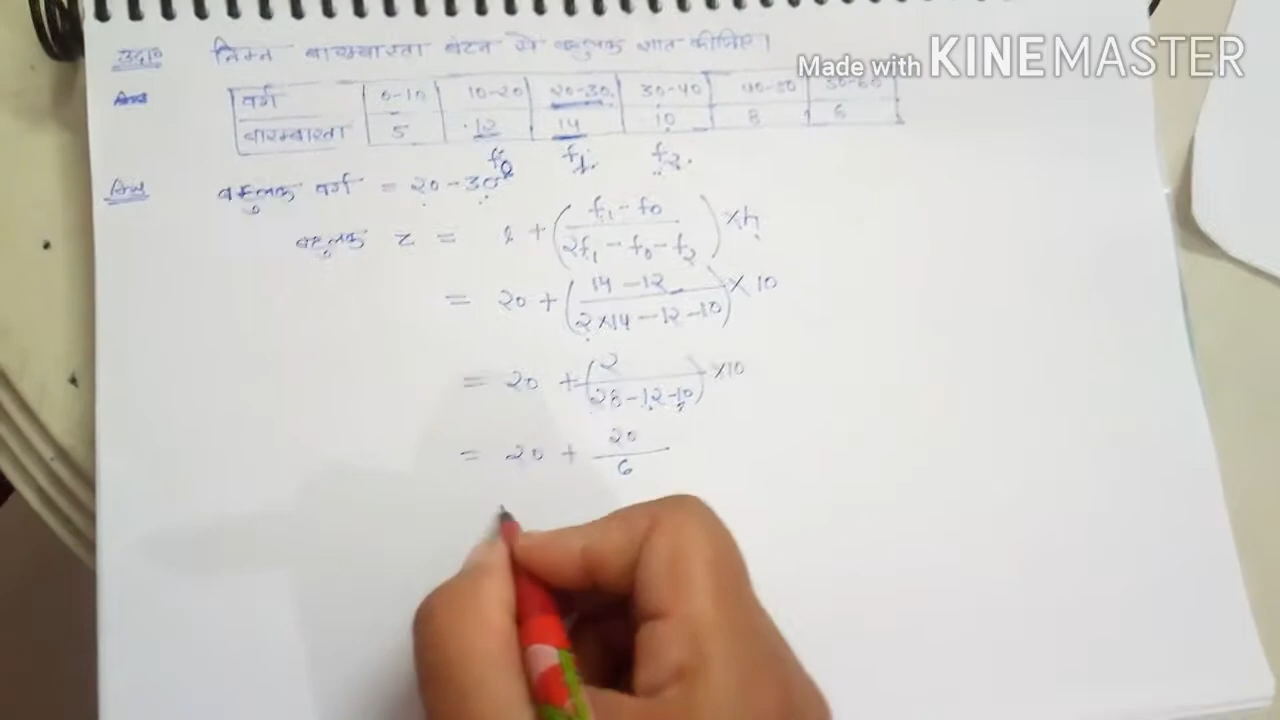 उदा० निम्न बारम्बारता बंटन से बहुलक ज्ञात कीजिए।
Made with KINEMASTER
वर्ग 0-10 10-20 20-30 30-40 40-50 50-60
बारम्बारता 5 12 14 10 8 6
f0 f1 f2
बहुलक वर्ग = 20-30
बहुलक z = l + (f1 - f0 / 2f1 - f0 - f2) × h
= 20 + (14 - 12 / 2×14 - 12 - 10) × 10
= 20 + (2 / 28 - 12 - 10) × 10
= 20 + 20 / 6